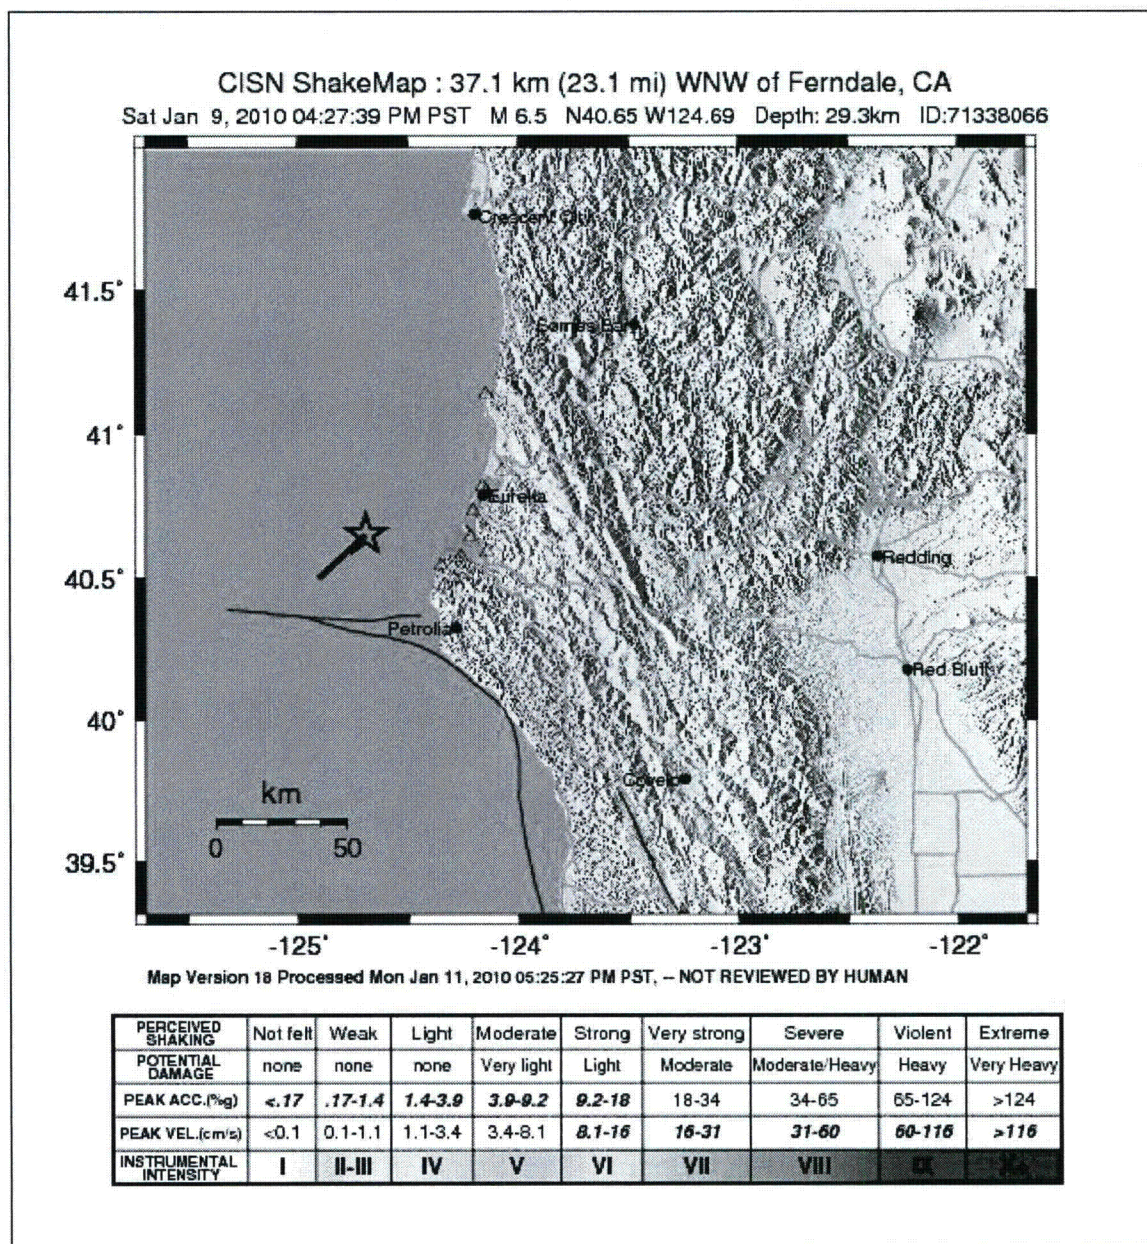 CISN ShakeMap : 37.1 km (23.1 mi) WNW of Ferndale, CA
Sat Jan 9, 2010 04:27:39 PM PST M 6.5 N40.65 W124.69 Depth: 29.3km ID:71338066
Crescent City
41.5°
Somes Bar
41°
Eureka
Redding
40.5°
Petrolia
Red Bluff
40°
Covelo
km
0 50
39.5°
-125° -124° -123° -122°
Map Version 18 Processed Mon Jan 11, 2010 05:25:27 PM PST, -- NOT REVIEWED BY HUMAN
PERCEIVED SHAKING Not felt Weak Light Moderate Strong Very strong Severe Violent Extreme
POTENTIAL DAMAGE none none none Very light Light Moderate Moderate/Heavy Heavy Very Heavy
PEAK ACC.(%g) <.17 .17-1.4 1.4-3.9 3.9-9.2 9.2-18 18-34 34-65 65-124 >124
PEAK VEL.(cm/s) <0.1 0.1-1.1 1.1-3.4 3.4-8.1 8.1-16 16-31 31-60 60-116 >116
INSTRUMENTAL INTENSITY I II-III IV V VI VII VIII IX X+